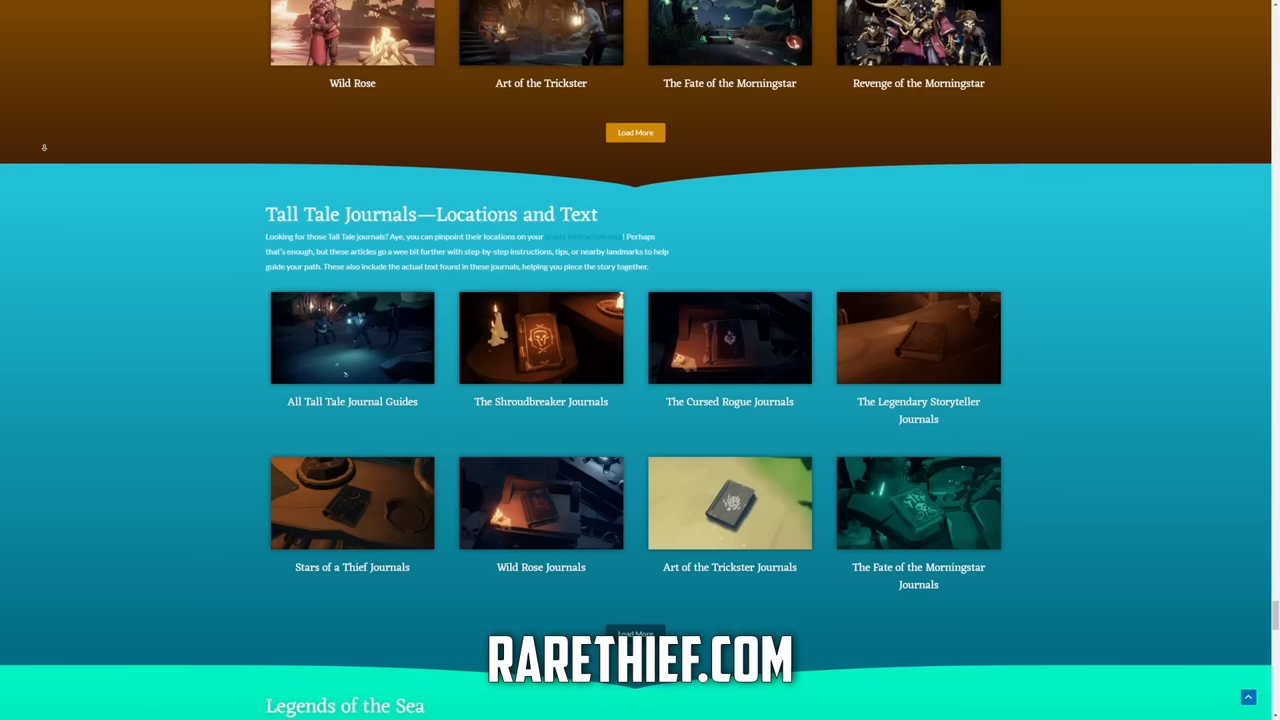 Wild Rose
Art of the Trickster
The Fate of the Morningstar
Revenge of the Morningstar
Load More
Tall Tale Journals—Locations and Text
Looking for those Tall Tale journals? Aye, you can pinpoint their locations on your trusty interactive map! Perhaps
that's enough, but these articles go a wee bit further with step-by-step instructions, tips, or nearby landmarks to help
guide your path. These also include the actual text found in these journals, helping you piece the story together.
All Tall Tale Journal Guides
The Shroudbreaker Journals
The Cursed Rogue Journals
The Legendary Storyteller
Journals
Stars of a Thief Journals
Wild Rose Journals
Art of the Trickster Journals
The Fate of the Morningstar
Journals
Load More
RARETHIEF.COM
Legends of the Sea